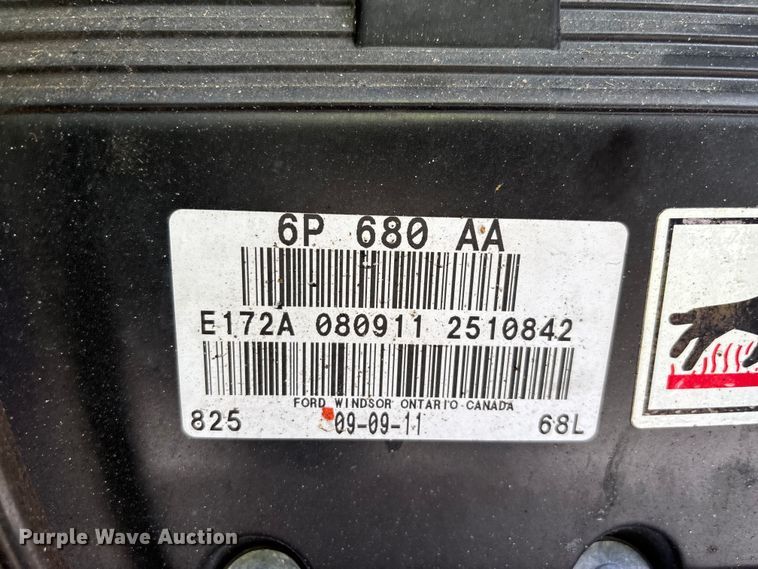 6P 680 AA
E172A 080911 2510842
FORD WINDSOR ONTARIO CANADA
825 09-09-11 68L
Purple Wave Auction